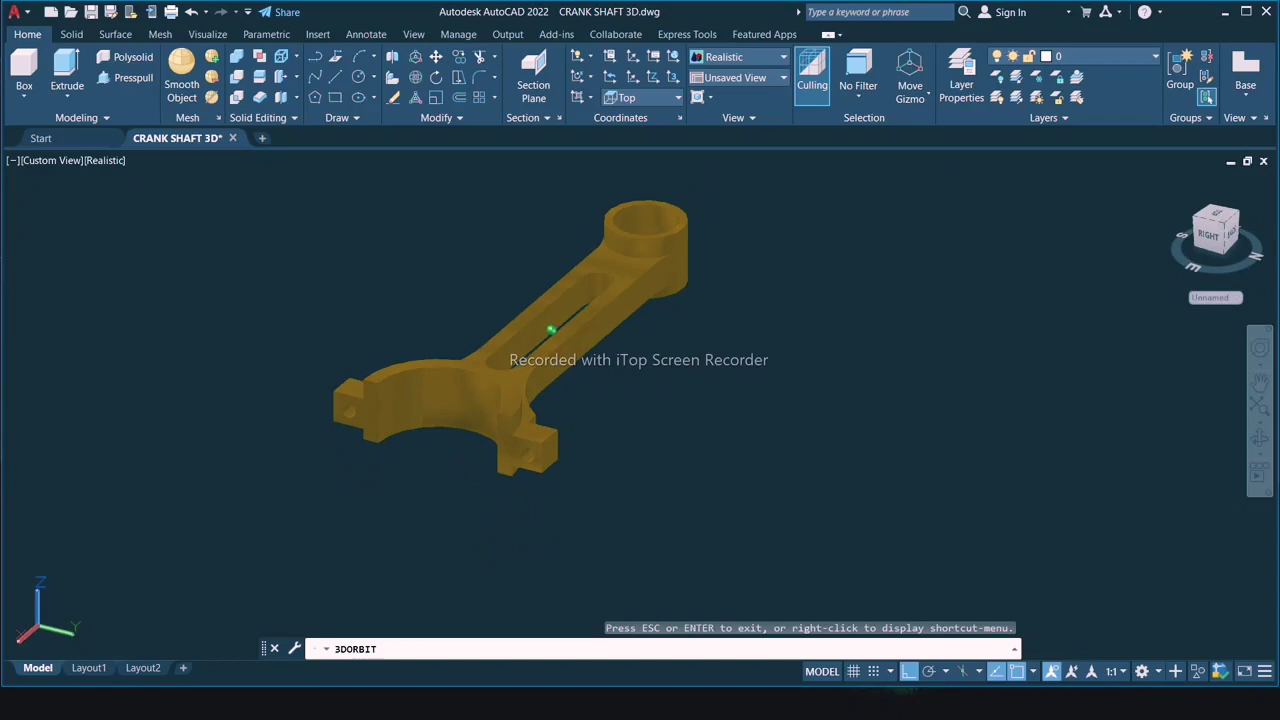 Share
Autodesk AutoCAD 2022 CRANK SHAFT 3D.dwg
Type a keyword or phrase
Sign In
Home Solid Surface Mesh Visualize Parametric Insert Annotate View Manage Output Add-ins Collaborate Express Tools Featured Apps
Box
Extrude
Polysolid
Presspull
Modeling
Smooth
Object
Mesh
Solid Editing
Draw
Modify
Section
Plane
Section
Top
Coordinates
Realistic
Unsaved View
View
Culling
No Filter
Move
Gizmo
Selection
Layer
Properties
0
Layers
Group
Groups
Base
View
Start
CRANK SHAFT 3D*
[−][Custom View][Realistic]
RIGHT
S
E
N
Unnamed
Recorded with iTop Screen Recorder
Z
Y
Press ESC or ENTER to exit, or right-click to display shortcut-menu.
3DORBIT
Model Layout1 Layout2
MODEL
1:1